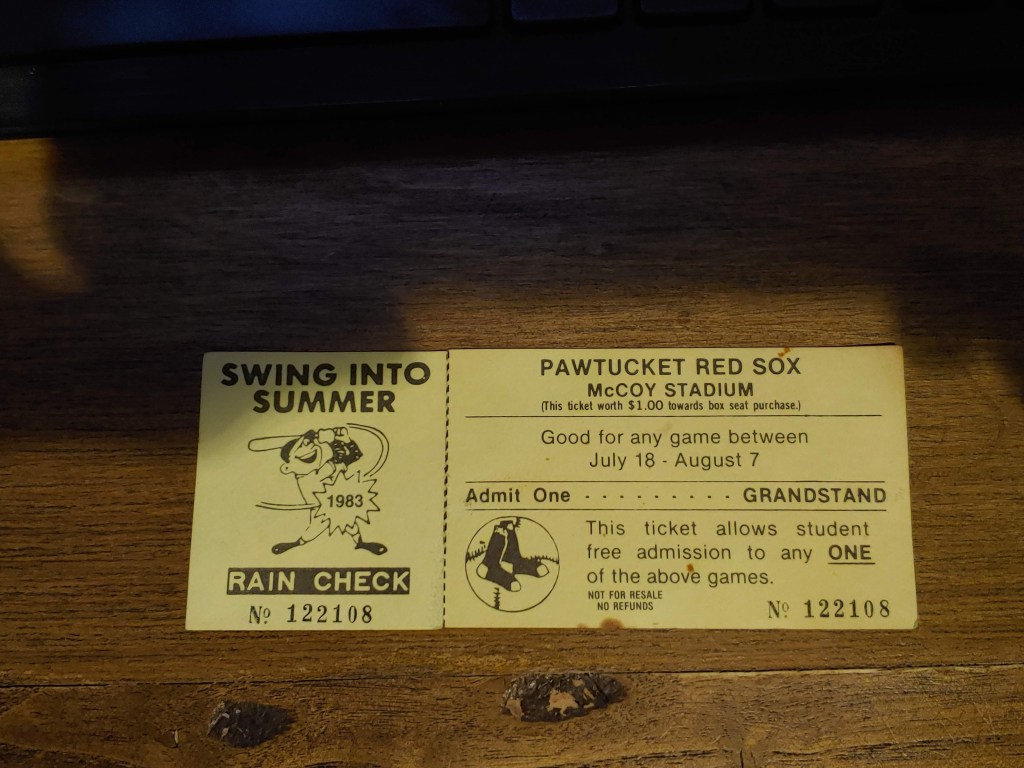 SWING INTO
SUMMER
1983
RAIN CHECK
Nº 122108
PAWTUCKET RED SOX
McCOY STADIUM
(This ticket worth $1.00 towards box seat purchase.)
Good for any game between
July 18 - August 7
Admit One - - - - - - - - - GRANDSTAND
This ticket allows student
free admission to any ONE
of the above games.
NOT FOR RESALE
NO REFUNDS
Nº 122108